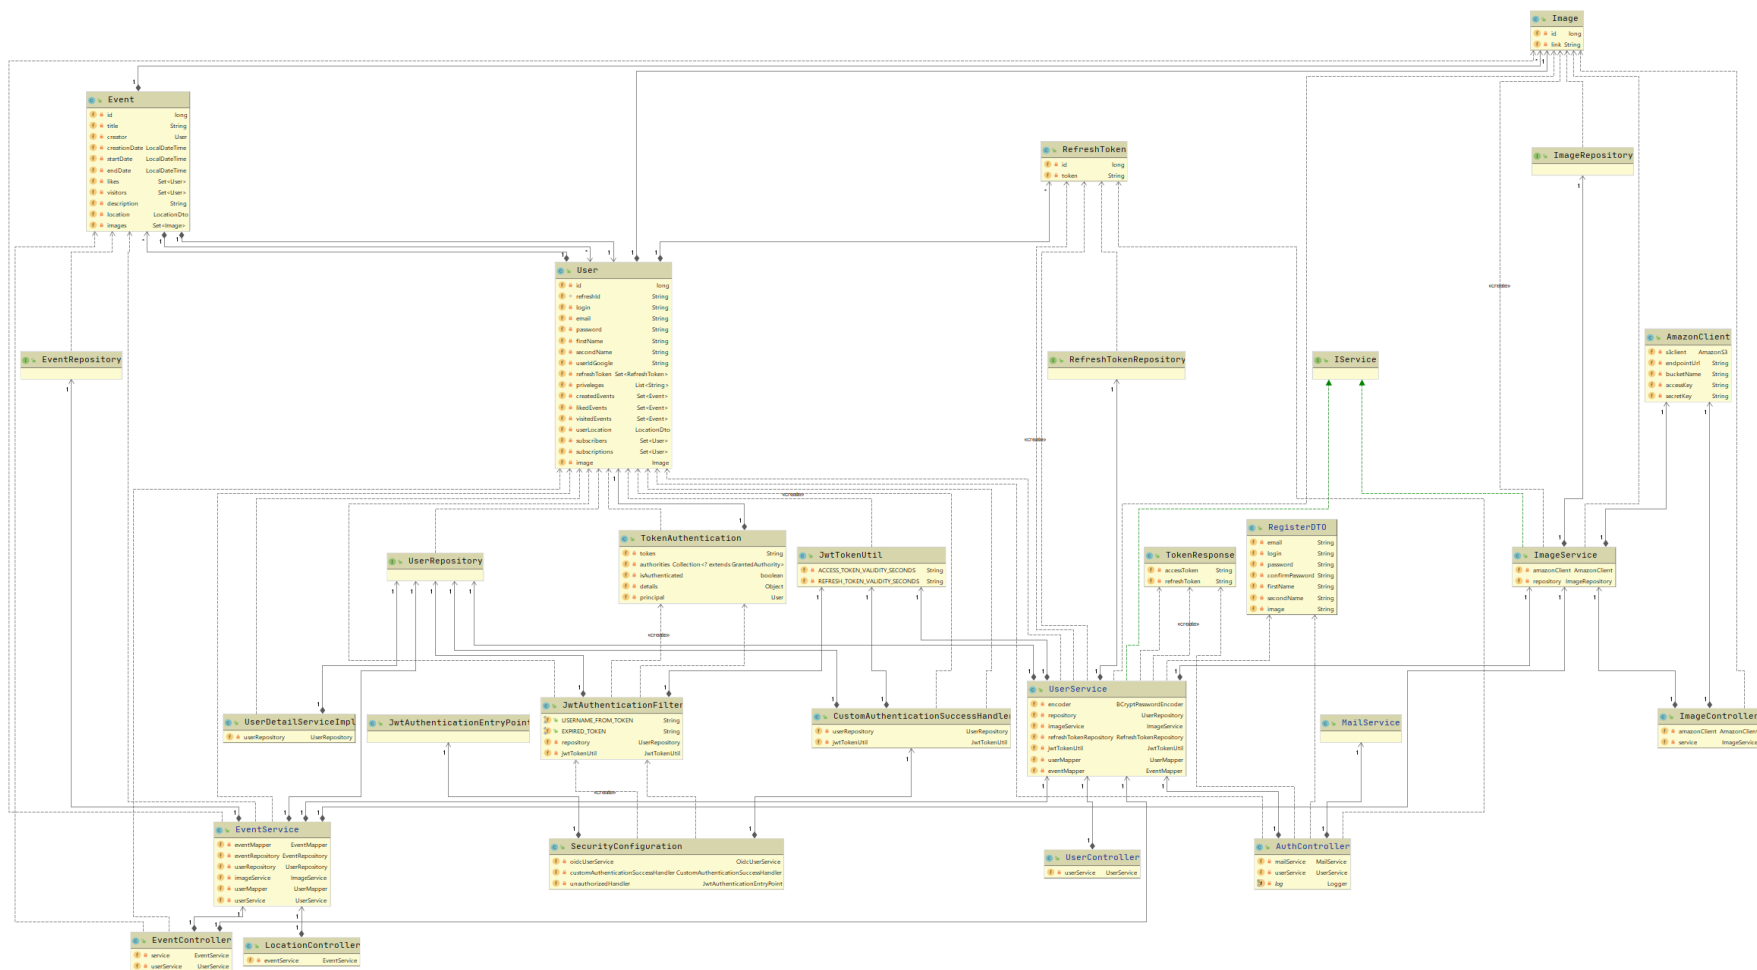 Image
id long
link String
Event
id long
title String
creator User
creationDate LocalDateTime
startDate LocalDateTime
endDate LocalDateTime
likes Set<User>
visitors Set<User>
description String
location LocationDto
images Set<Image>
RefreshToken
id long
token String
ImageRepository
User
id long
refreshId String
login String
email String
password String
firstName String
secondName String
userIdGoogle String
refreshToken Set<RefreshToken>
priveleges List<String>
createdEvents Set<Event>
likedEvents Set<Event>
visitedEvents Set<Event>
userLocation LocationDto
subscribers Set<User>
subscriptions Set<User>
image Image
«create»
AmazonClient
s3client AmazonS3
endpointUrl String
bucketName String
accessKey String
secretKey String
EventRepository
RefreshTokenRepository
IService
«create»
«create»
RegisterDTO
email String
login String
password String
confirmPassword String
firstName String
secondName String
image String
TokenAuthentication
token String
authorities Collection<? extends GrantedAuthority>
isAuthenticated boolean
details Object
principal User
UserRepository
JwtTokenUtil
ACCESS_TOKEN_VALIDITY_SECONDS String
REFRESH_TOKEN_VALIDITY_SECONDS String
TokenResponse
accessToken String
refreshToken String
ImageService
amazonClient AmazonClient
repository ImageRepository
«create»
«create»
UserService
encoder BCryptPasswordEncoder
repository UserRepository
imageService ImageService
refreshTokenRepository RefreshTokenRepository
jwtTokenUtil JwtTokenUtil
userMapper UserMapper
eventMapper EventMapper
JwtAuthenticationFilter
USERNAME_FROM_TOKEN String
EXPIRED_TOKEN String
repository UserRepository
jwtTokenUtil JwtTokenUtil
UserDetailServiceImpl
userRepository UserRepository
JwtAuthenticationEntryPoint
CustomAuthenticationSuccessHandler
userRepository UserRepository
jwtTokenUtil JwtTokenUtil
MailService
ImageController
amazonClient AmazonClient
service ImageService
«create»
EventService
eventMapper EventMapper
eventRepository EventRepository
userRepository UserRepository
imageService ImageService
userMapper UserMapper
userService UserService
SecurityConfiguration
oidcUserService OidcUserService
customAuthenticationSuccessHandler CustomAuthenticationSuccessHandler
unauthorizedHandler JwtAuthenticationEntryPoint
UserController
userService UserService
AuthController
mailService MailService
userService UserService
log Logger
EventController
service EventService
userService UserService
LocationController
eventService EventService